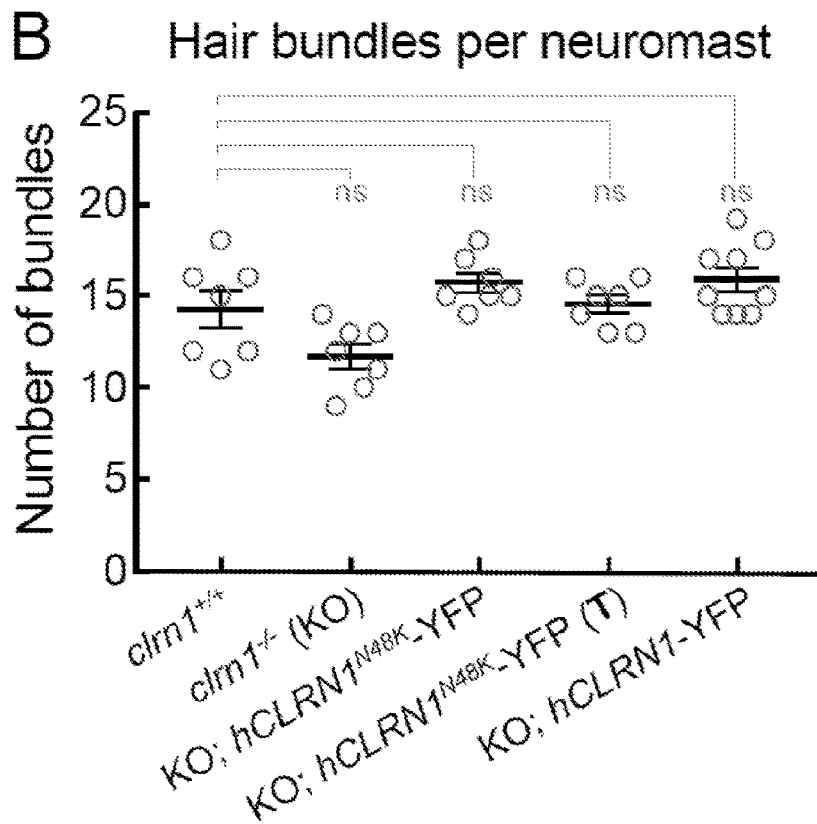 B Hair bundles per neuromast
Number of bundles
25
20
15
10
5
0
ns ns ns ns
clrn1+/+
clrn1-/- (KO)
KO; hCLRN1N48K-YFP
KO; hCLRN1N48K-YFP (T)
KO; hCLRN1-YFP